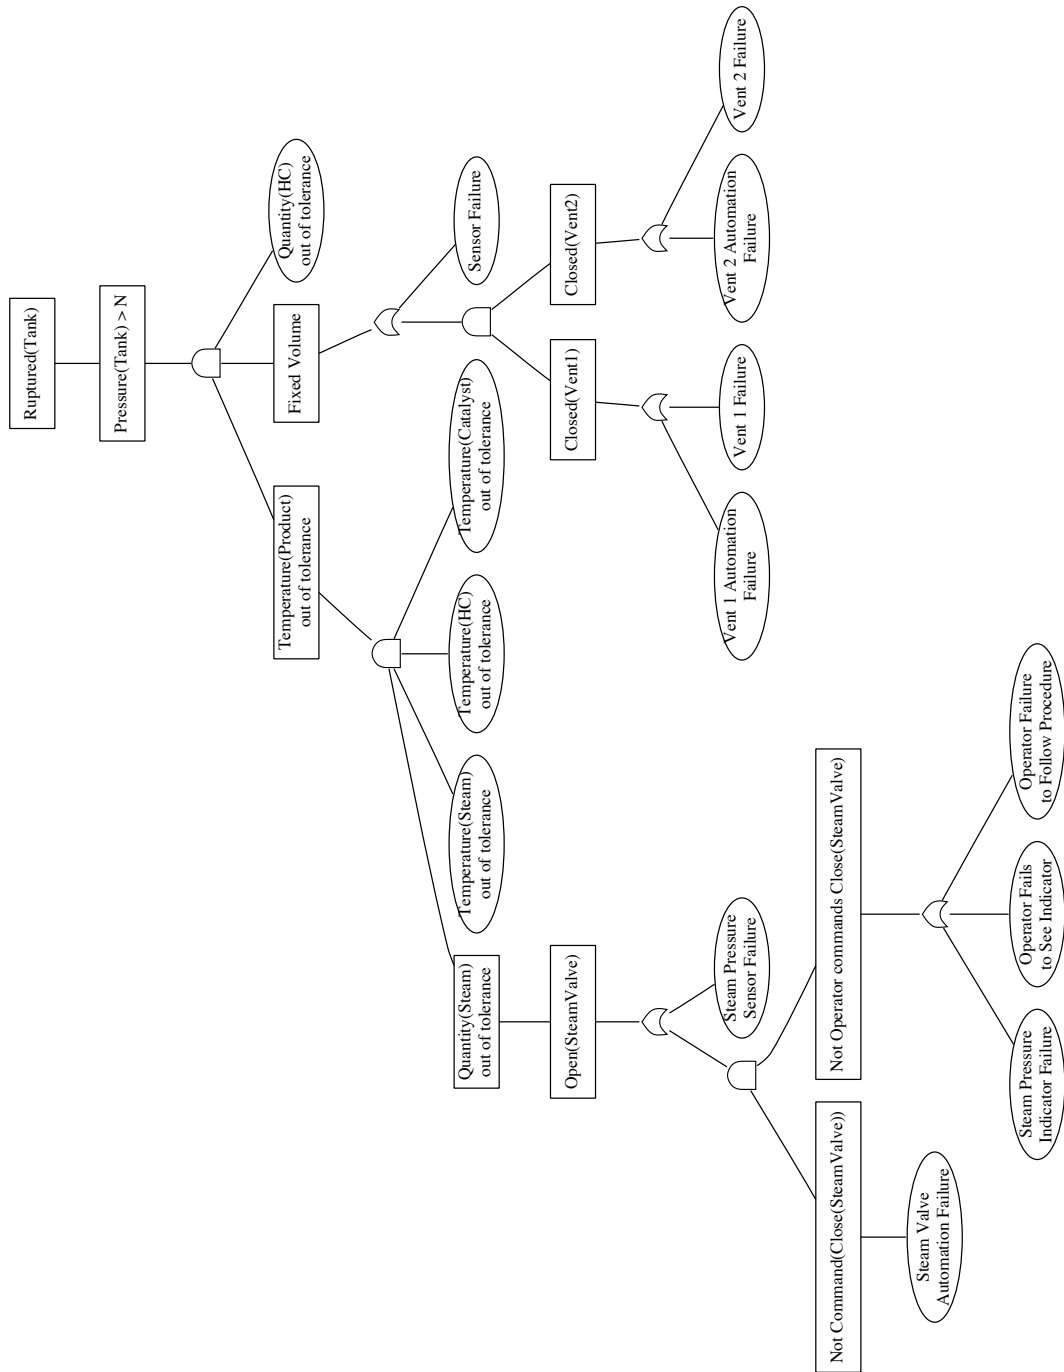 Ruptured(Tank)
Pressure(Tank) > N
Temperature(Product)
out of tolerance
Fixed Volume
Quantity(HC)
out of tolerance
Quantity(Steam)
out of tolerance
Temperature(Steam)
out of tolerance
Temperature(HC)
out of tolerance
Temperature(Catalyst)
out of tolerance
Sensor Failure
Open(SteamValve)
Closed(Vent1)
Closed(Vent2)
Steam Pressure
Sensor Failure
Vent 1 Automation
Failure
Vent 1 Failure
Vent 2 Automation
Failure
Vent 2 Failure
Not Command(Close(SteamValve))
Not Operator commands Close(SteamValve)
Steam Valve
Automation Failure
Steam Pressure
Indicator Failure
Operator Fails
to See Indicator
Operator Failure
to Follow Procedure